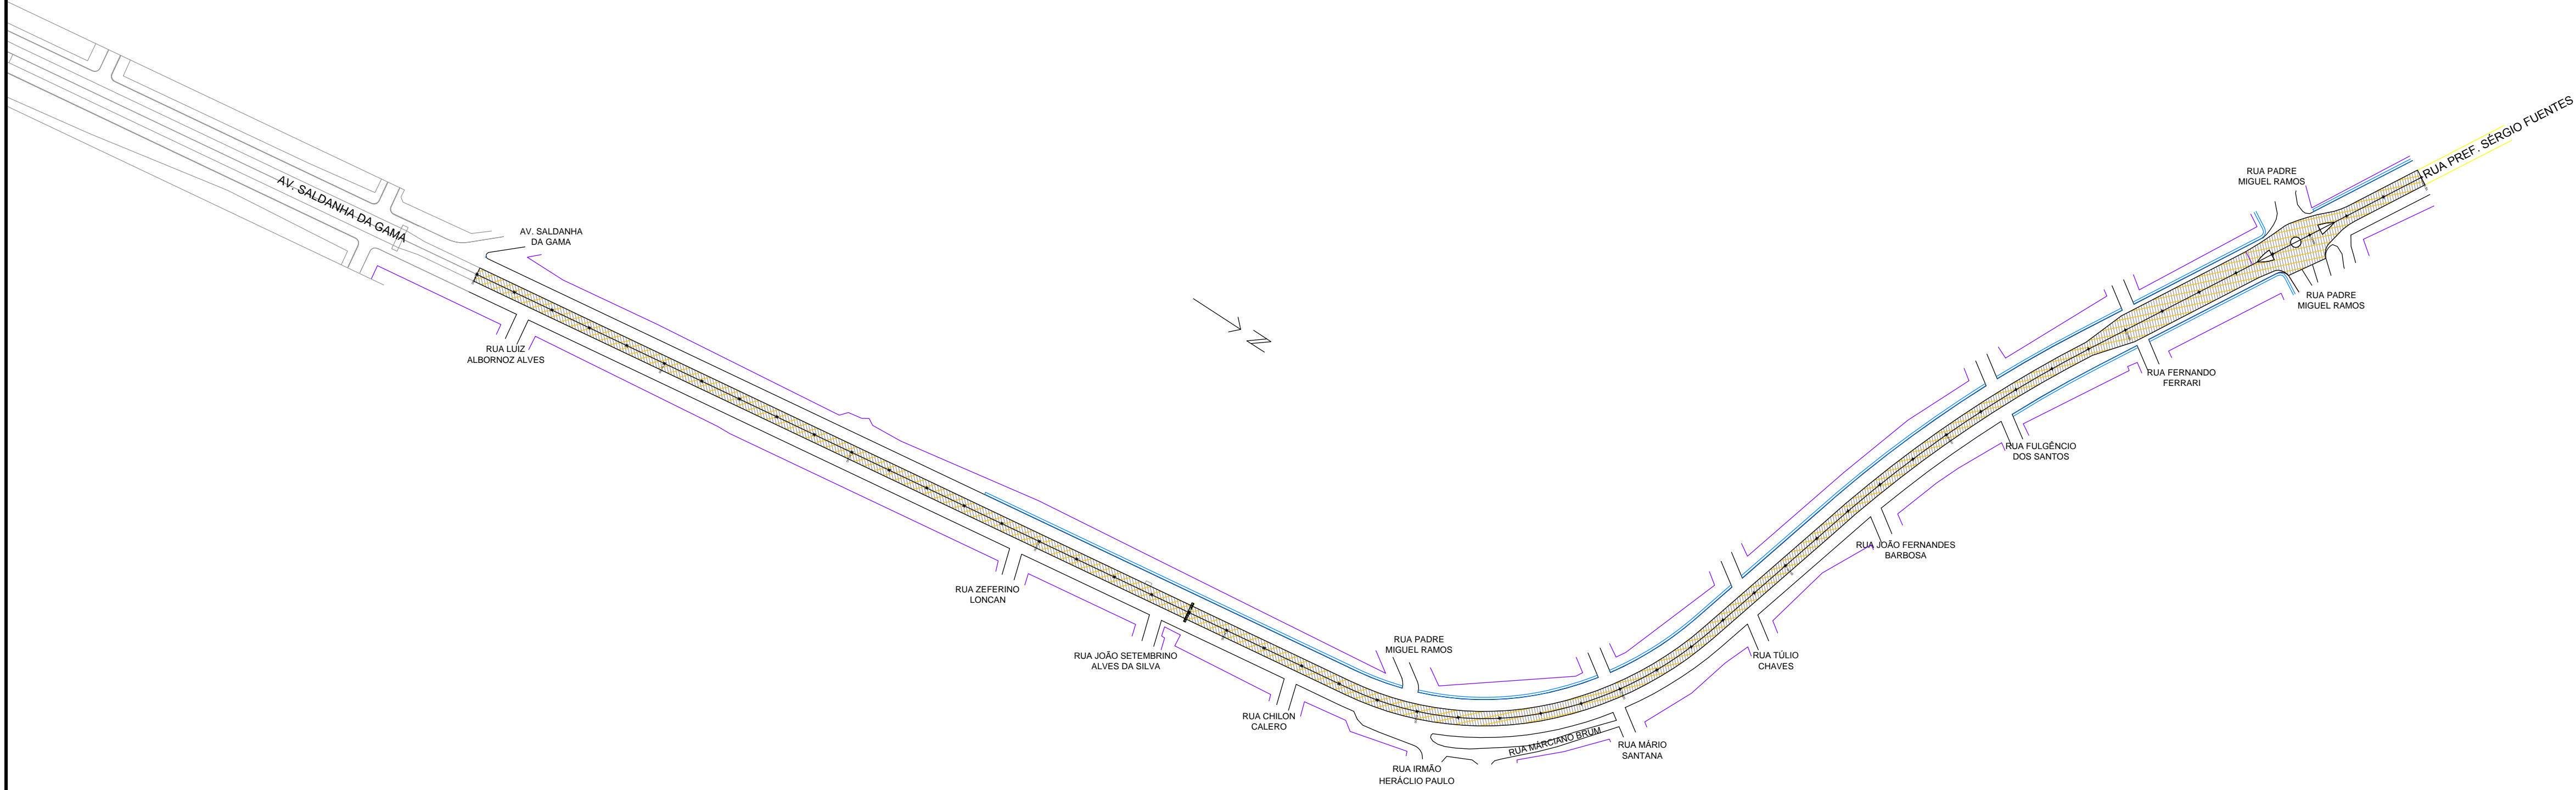 AV. SALDANHA DA GAMA
AV. SALDANHA
DA GAMA
RUA LUIZ
ALBORNOZ ALVES
RUA ZEFERINO
LONCAN
RUA JOÃO SETEMBRINO
ALVES DA SILVA
RUA CHILON
CALERO
RUA PADRE
MIGUEL RAMOS
RUA IRMÃO
HERÁCLIO PAULO
RUA MÁRCIANO BRUM
RUA MÁRIO
SANTANA
RUA TÚLIO
CHAVES
RUA JOÃO FERNANDES
BARBOSA
RUA FULGÊNCIO
DOS SANTOS
RUA FERNANDO
FERRARI
RUA PADRE
MIGUEL RAMOS
RUA PADRE
MIGUEL RAMOS
RUA PREF. SÉRGIO FUENTES
N